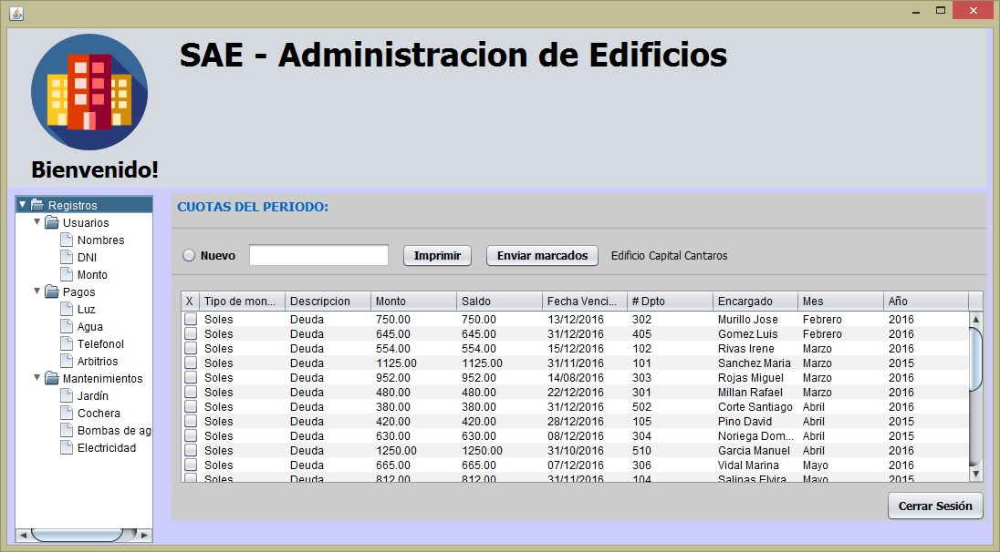 SAE - Administracion de Edificios
Bienvenido!
Registros
Usuarios
Nombres
DNI
Monto
Pagos
Luz
Agua
Telefonol
Arbitrios
Mantenimientos
Jardín
Cochera
Bombas de ag
Electricidad
CUOTAS DEL PERIODO:
Nuevo Imprimir Enviar marcados Edificio Capital Cantaros
X Tipo de mon... Descripcion Monto Saldo Fecha Venci... # Dpto Encargado Mes Año
Soles Deuda 750.00 750.00 13/12/2016 302 Murillo Jose Febrero 2016
Soles Deuda 645.00 645.00 31/12/2016 405 Gomez Luis Febrero 2016
Soles Deuda 554.00 554.00 15/12/2016 102 Rivas Irene Marzo 2016
Soles Deuda 1125.00 1125.00 31/11/2016 101 Sanchez Maria Marzo 2015
Soles Deuda 952.00 952.00 14/08/2016 303 Rojas Miguel Marzo 2016
Soles Deuda 480.00 480.00 22/12/2016 301 Millan Rafael Marzo 2016
Soles Deuda 380.00 380.00 31/12/2016 502 Corte Santiago Abril 2016
Soles Deuda 420.00 420.00 28/12/2016 105 Pino David Abril 2015
Soles Deuda 630.00 630.00 08/12/2016 304 Noriega Dom... Abril 2015
Soles Deuda 1250.00 1250.00 31/10/2016 510 Garcia Manuel Abril 2016
Soles Deuda 665.00 665.00 07/12/2016 306 Vidal Marina Mayo 2016
Soles Deuda 812.00 812.00 31/11/2016 104 Salinas Elvira Mayo 2015
Cerrar Sesión